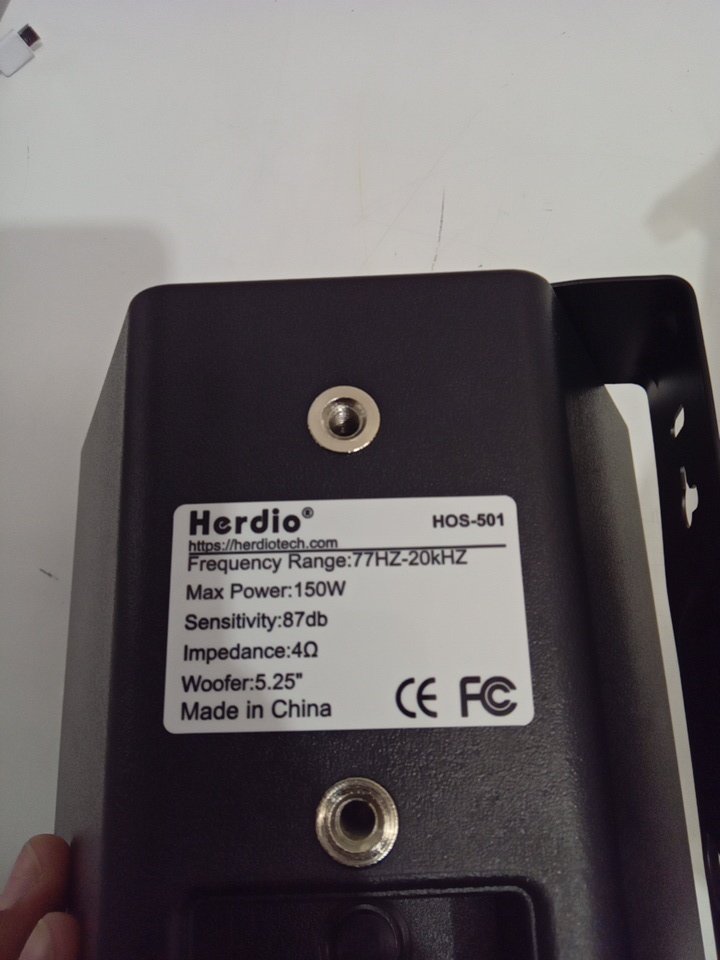 Herdio®
HOS-501
https://herdiotech.com
Frequency Range:77HZ-20kHZ
Max Power:150W
Sensitivity:87db
Impedance:4Ω
Woofer:5.25"
Made in China
CE FC